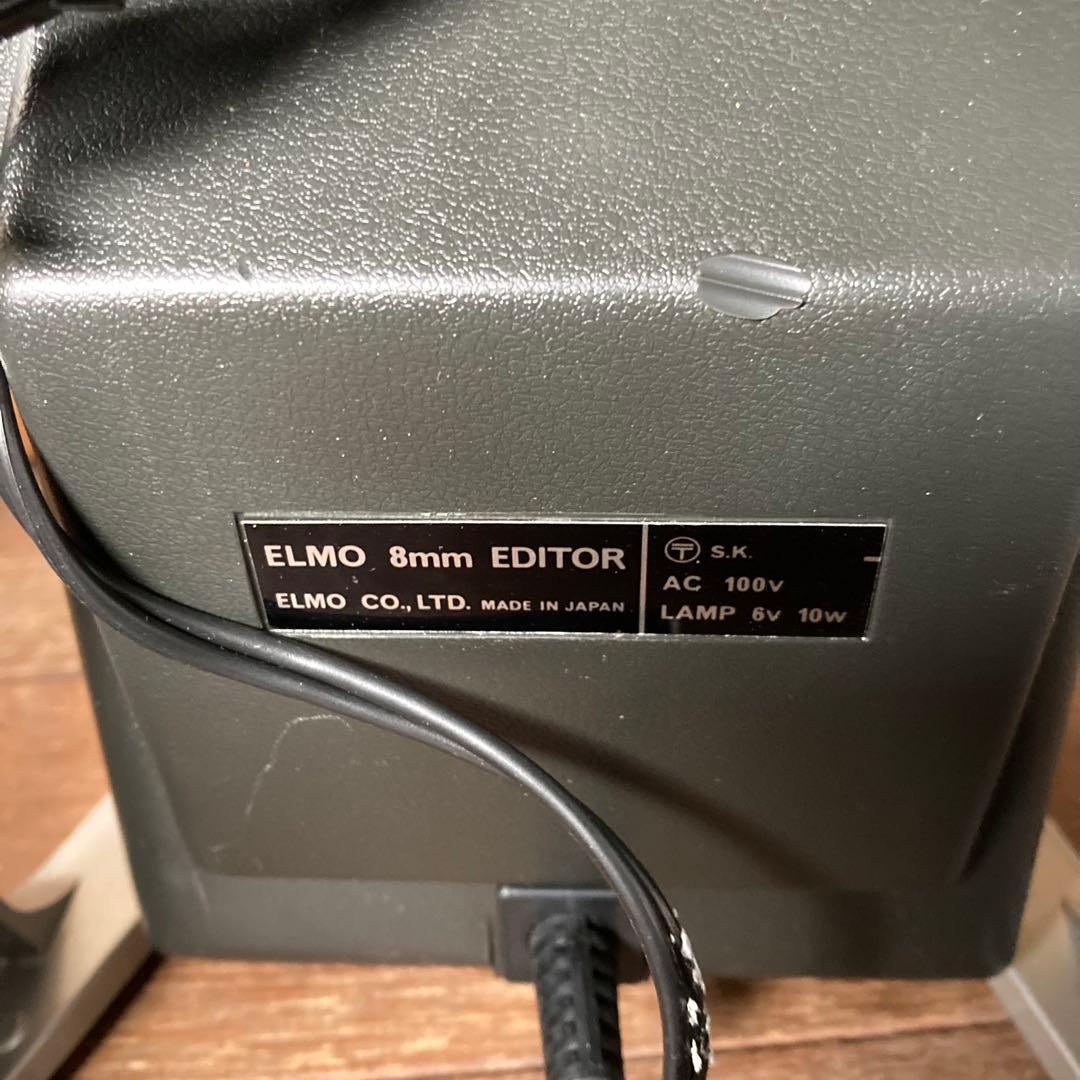 ELMO 8mm EDITOR
ELMO CO., LTD. MADE IN JAPAN
T S.K.
AC 100V
LAMP 6V 10W